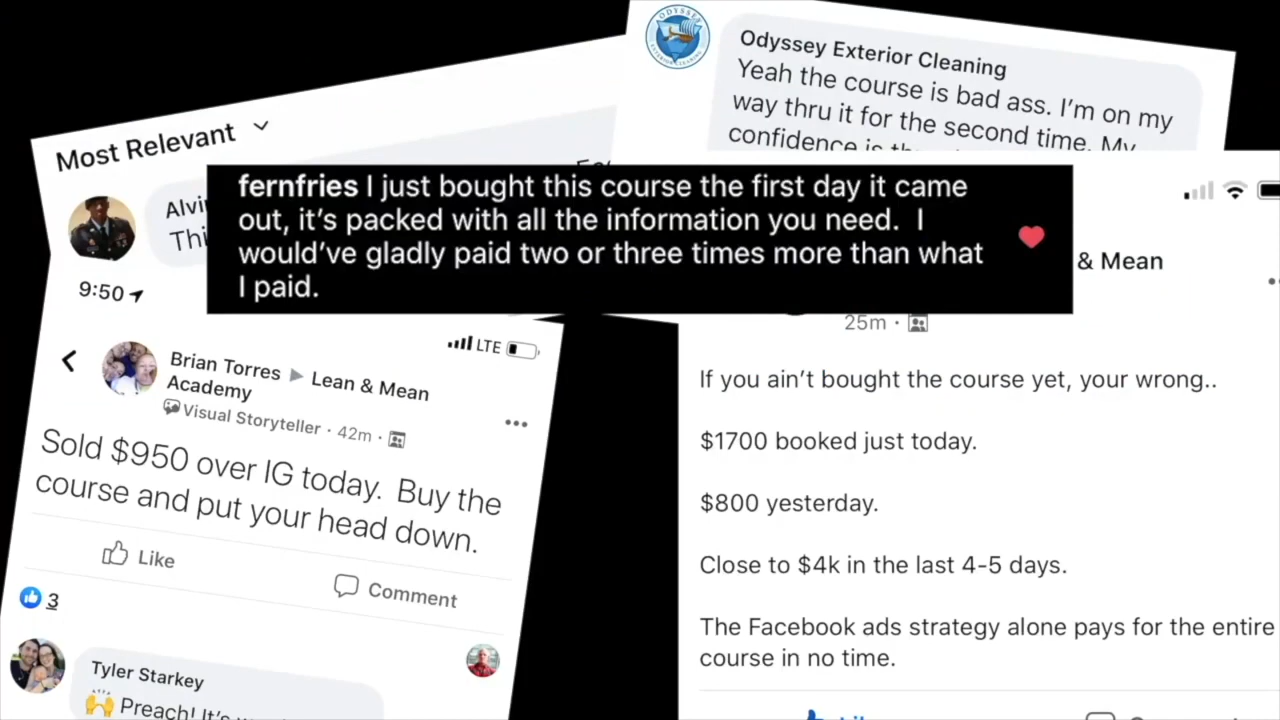 ODYSSEY
EXTERIOR CLEANING
Odyssey Exterior Cleaning
Yeah the course is bad ass. I'm on my
way thru it for the second time. My
confidence is
Most Relevant
fernfries I just bought this course the first day it came
out, it's packed with all the information you need. I
would've gladly paid two or three times more than what
I paid.
& Mean
25m
If you ain't bought the course yet, your wrong..
$1700 booked just today.
$800 yesterday.
Close to $4k in the last 4-5 days.
The Facebook ads strategy alone pays for the entire
course in no time.
9:50
LTE
Brian Torres ▸ Lean & Mean
Academy
Visual Storyteller · 42m ·
Sold $950 over IG today. Buy the
course and put your head down.
Like
Comment
3
Tyler Starkey
🙌 Preach! It's